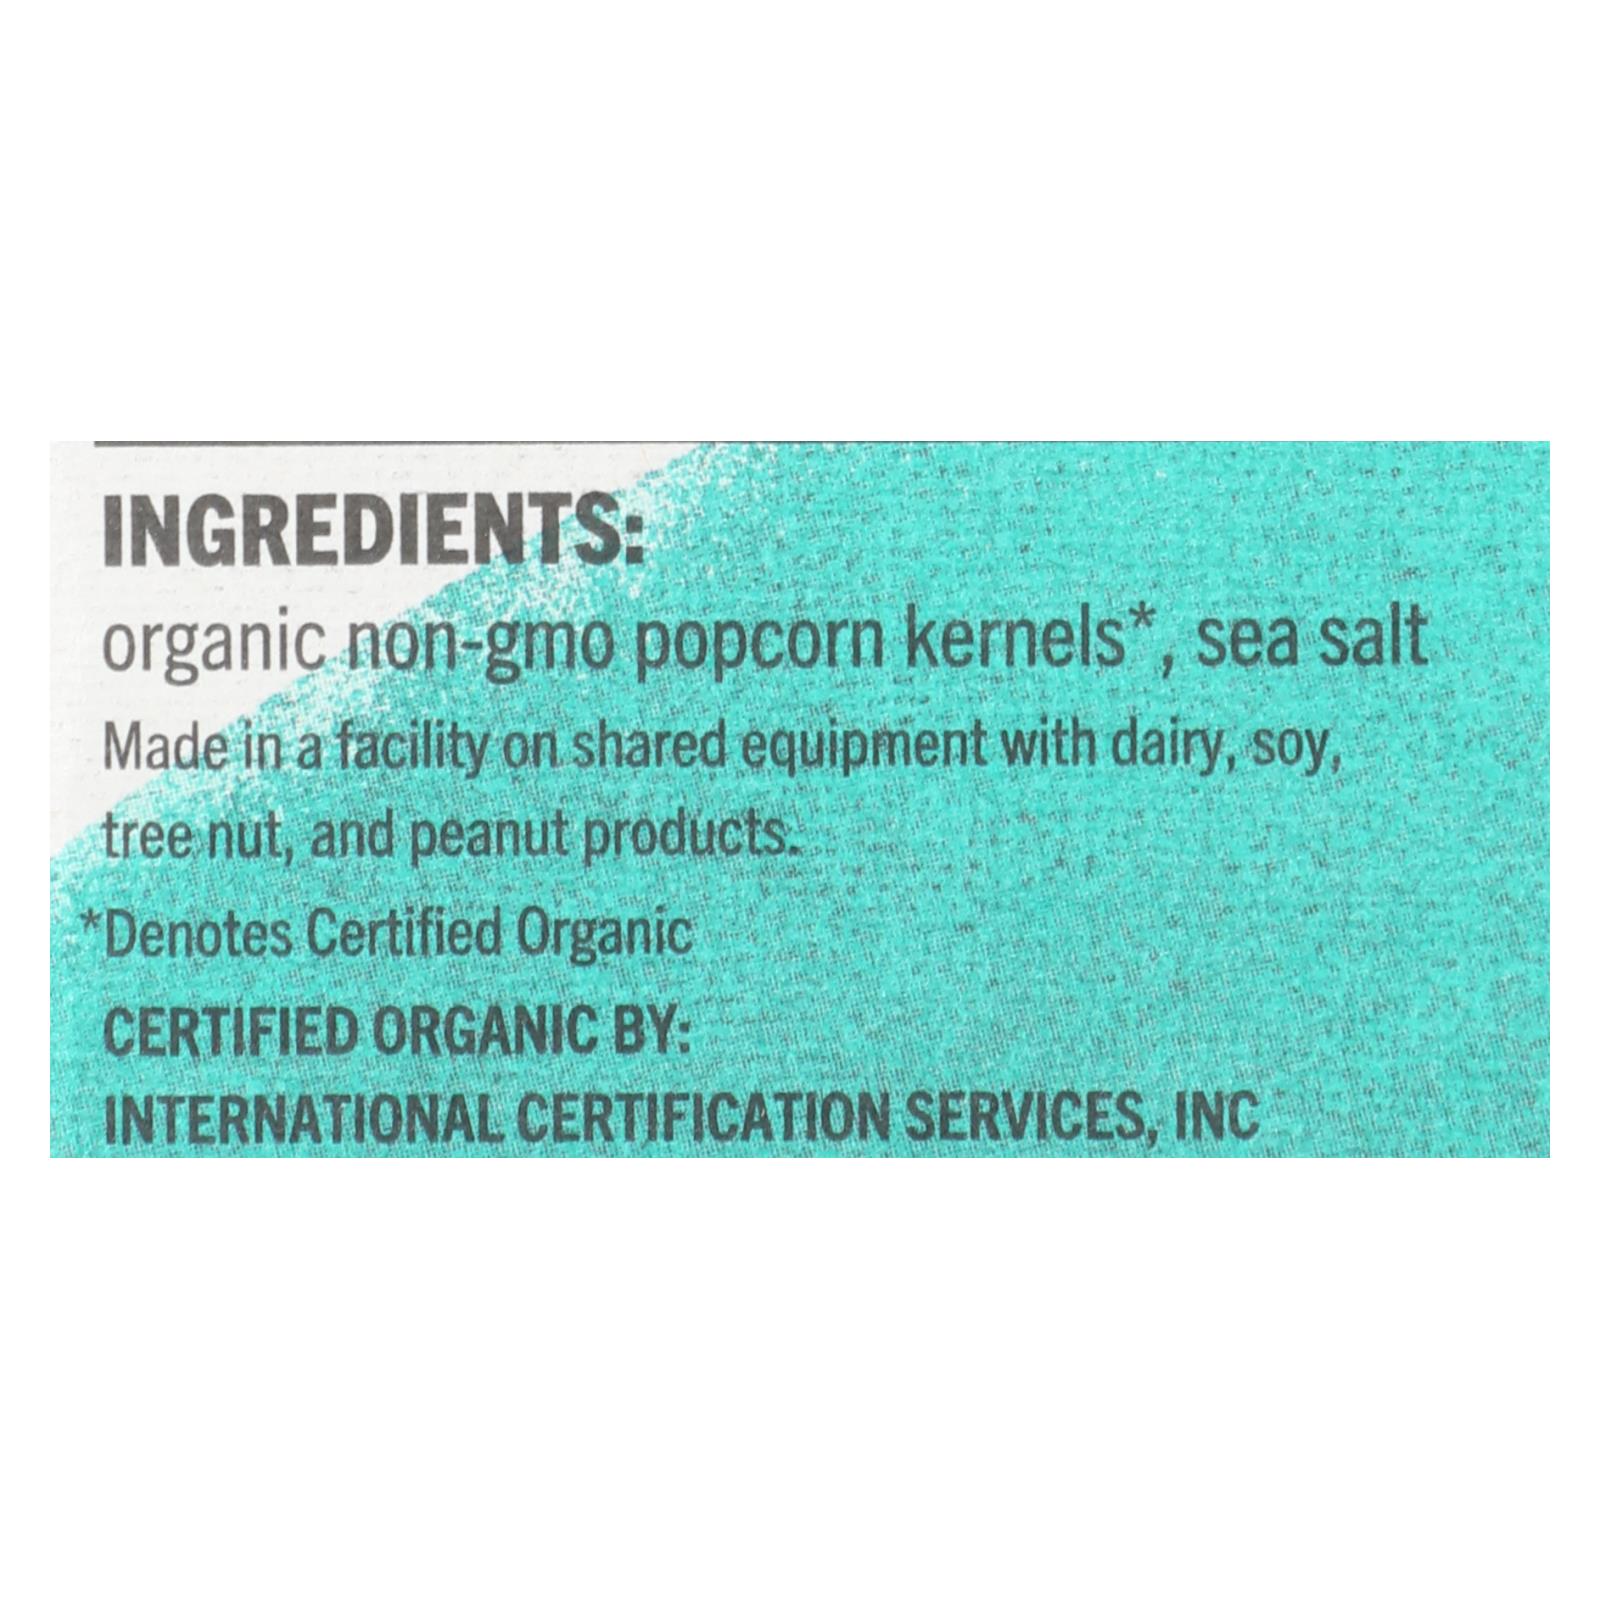 INGREDIENTS:
organic non-gmo popcorn kernels*, sea salt
Made in a facility on shared equipment with dairy, soy,
tree nut, and peanut products.
*Denotes Certified Organic
CERTIFIED ORGANIC BY:
INTERNATIONAL CERTIFICATION SERVICES, INC